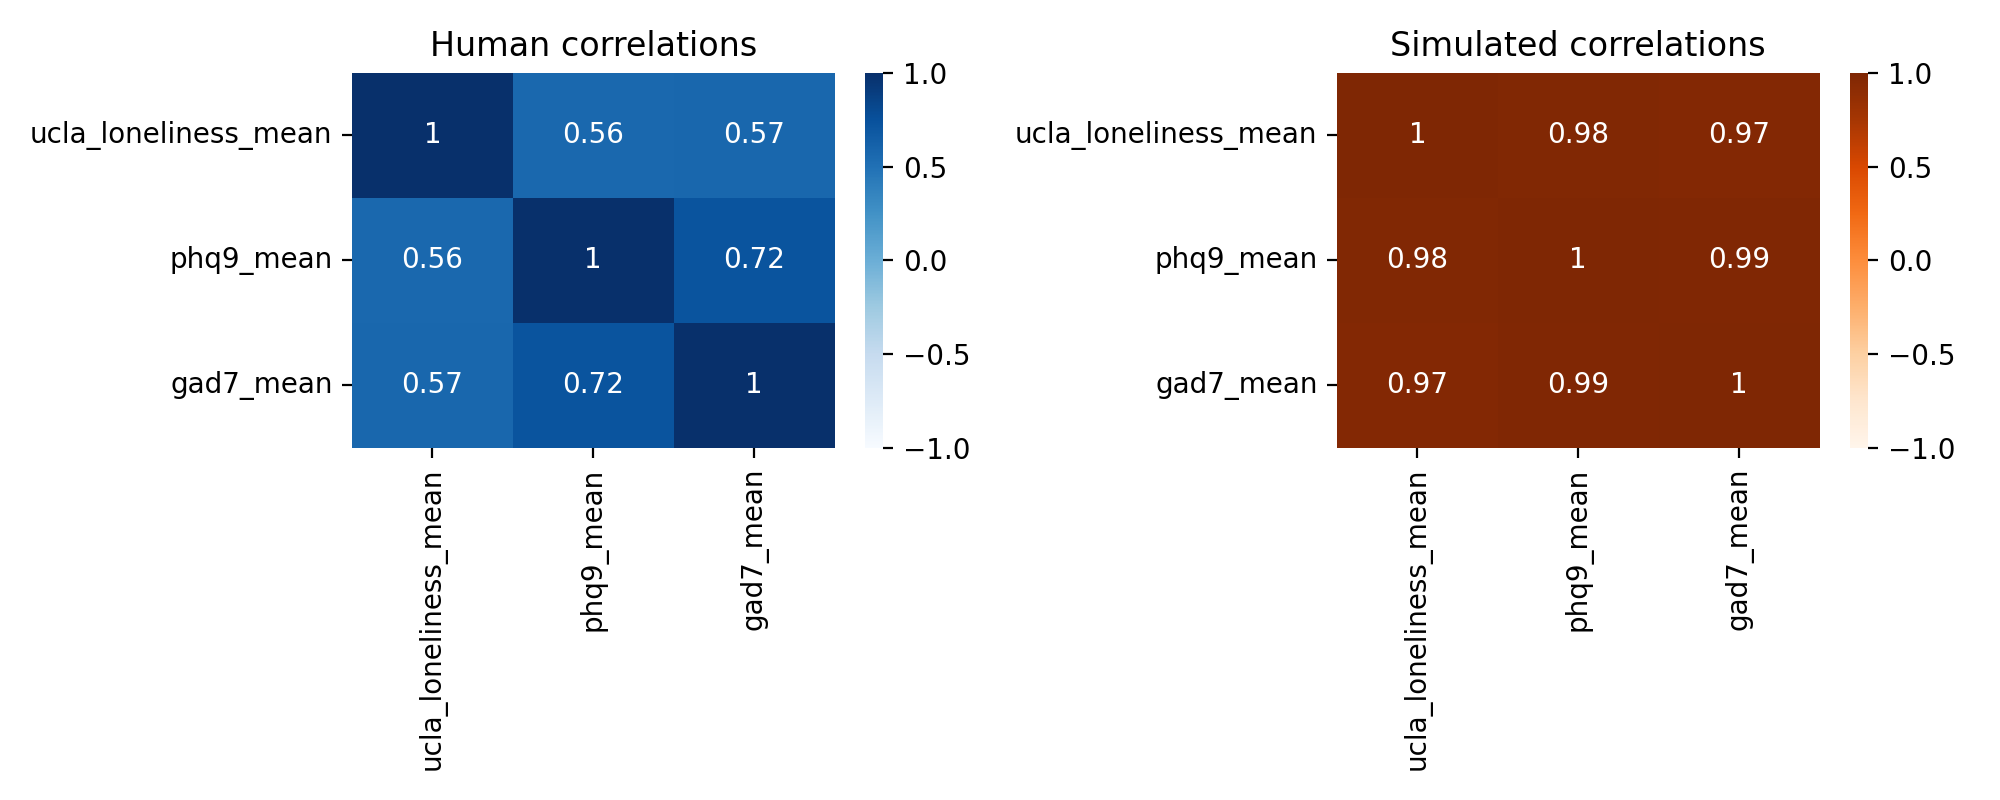 Human correlations
ucla_loneliness_mean
phq9_mean
gad7_mean
1 0.56 0.57
0.56 1 0.72
0.57 0.72 1
ucla_loneliness_mean
phq9_mean
gad7_mean
1.0
0.5
0.0
−0.5
−1.0
Simulated correlations
ucla_loneliness_mean
phq9_mean
gad7_mean
1 0.98 0.97
0.98 1 0.99
0.97 0.99 1
ucla_loneliness_mean
phq9_mean
gad7_mean
1.0
0.5
0.0
−0.5
−1.0